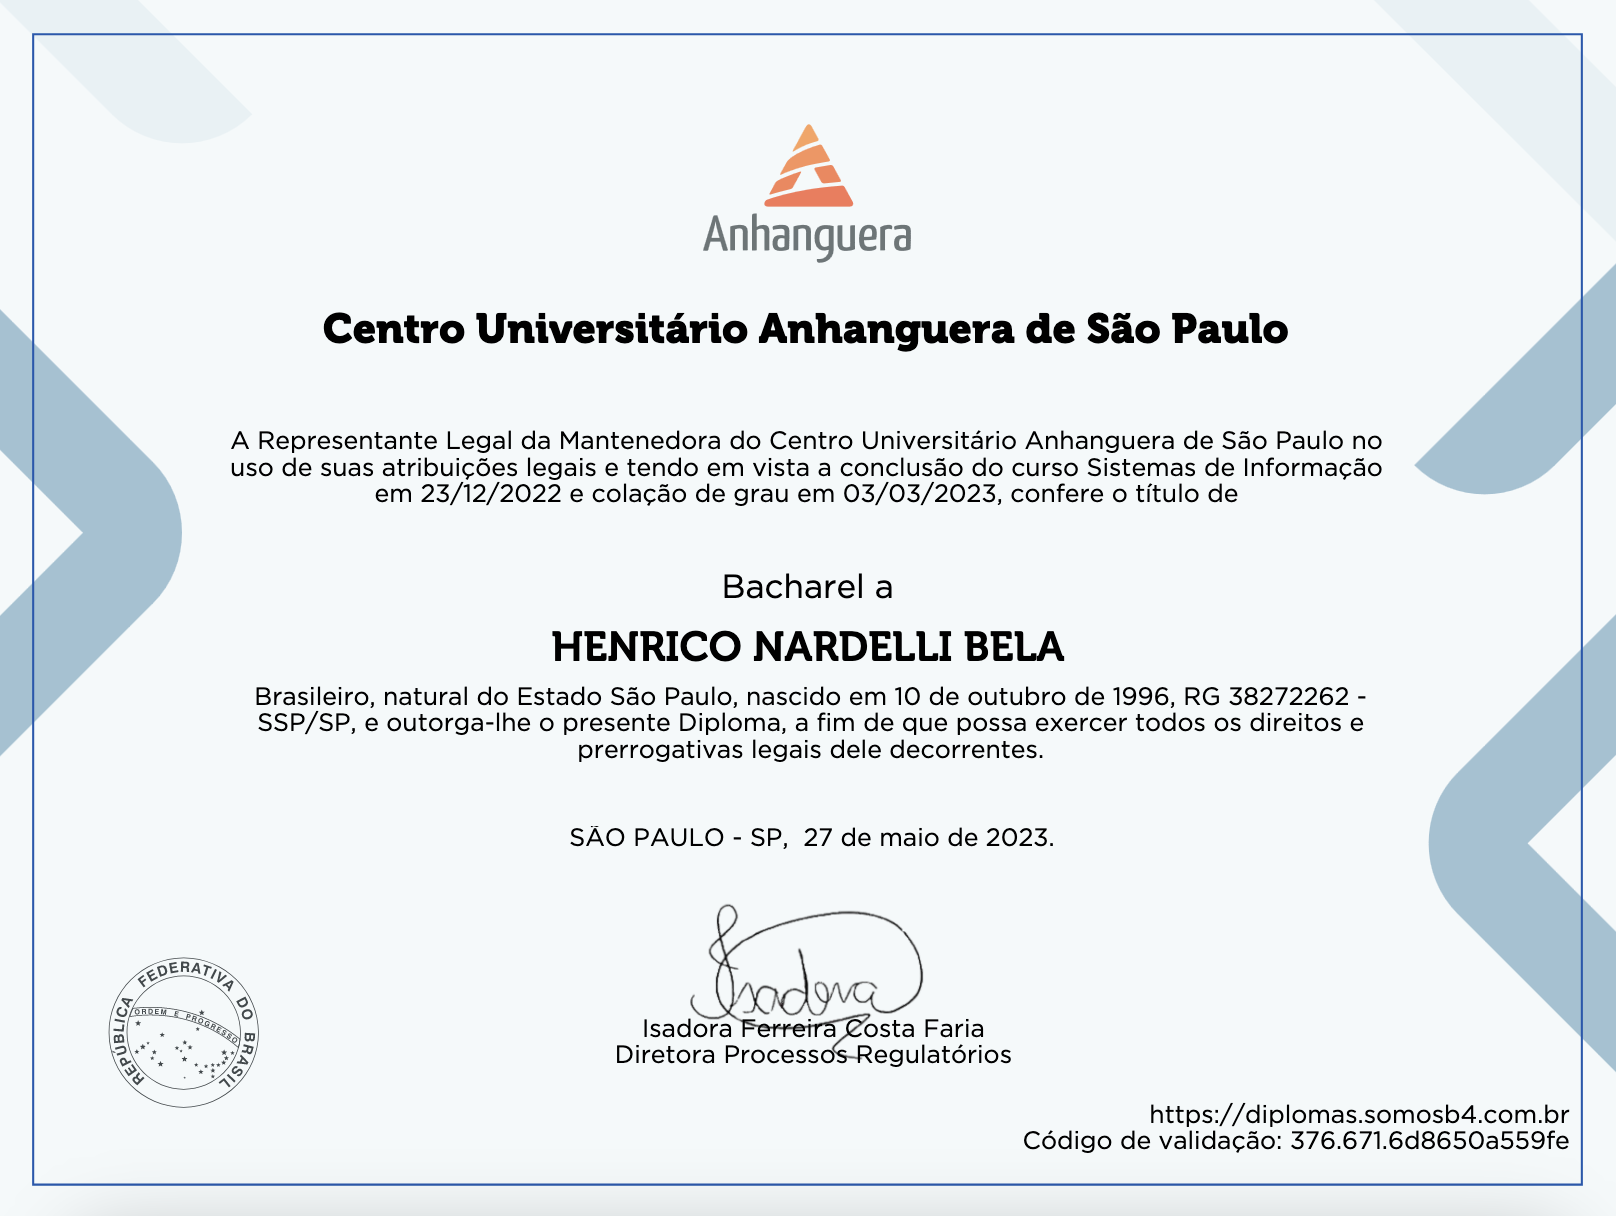 Anhanguera
Centro Universitário Anhanguera de São Paulo
A Representante Legal da Mantenedora do Centro Universitário Anhanguera de São Paulo no
uso de suas atribuições legais e tendo em vista a conclusão do curso Sistemas de Informação
em 23/12/2022 e colação de grau em 03/03/2023, confere o título de
Bacharel a
HENRICO NARDELLI BELA
Brasileiro, natural do Estado São Paulo, nascido em 10 de outubro de 1996, RG 38272262 -
SSP/SP, e outorga-lhe o presente Diploma, a fim de que possa exercer todos os direitos e
prerrogativas legais dele decorrentes.
SÃO PAULO - SP, 27 de maio de 2023.
Isadora
Isadora Ferreira Costa Faria
Diretora Processos Regulatórios
REPÚBLICA FEDERATIVA DO BRASIL
ORDEM E PROGRESSO
https://diplomas.somosb4.com.br
Código de validação: 376.671.6d8650a559fe